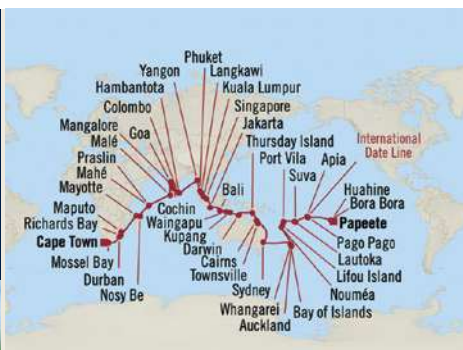 Phuket
Yangon
Langkawi
Hambantota
Kuala Lumpur
Colombo
Singapore
Mangalore
Goa
Jakarta
Malé
Thursday Island
International
Date Line
Praslin
Port Vila
Apia
Mahé
Suva
Mayotte
Bali
Huahine
Maputo
Cochin
Bora Bora
Richards Bay
Waingapu
Papeete
Cape Town
Kupang
Pago Pago
Darwin
Lautoka
Mossel Bay
Cairns
Lifou Island
Durban
Townsville
Nouméa
Nosy Be
Sydney
Whangarei
Bay of Islands
Auckland